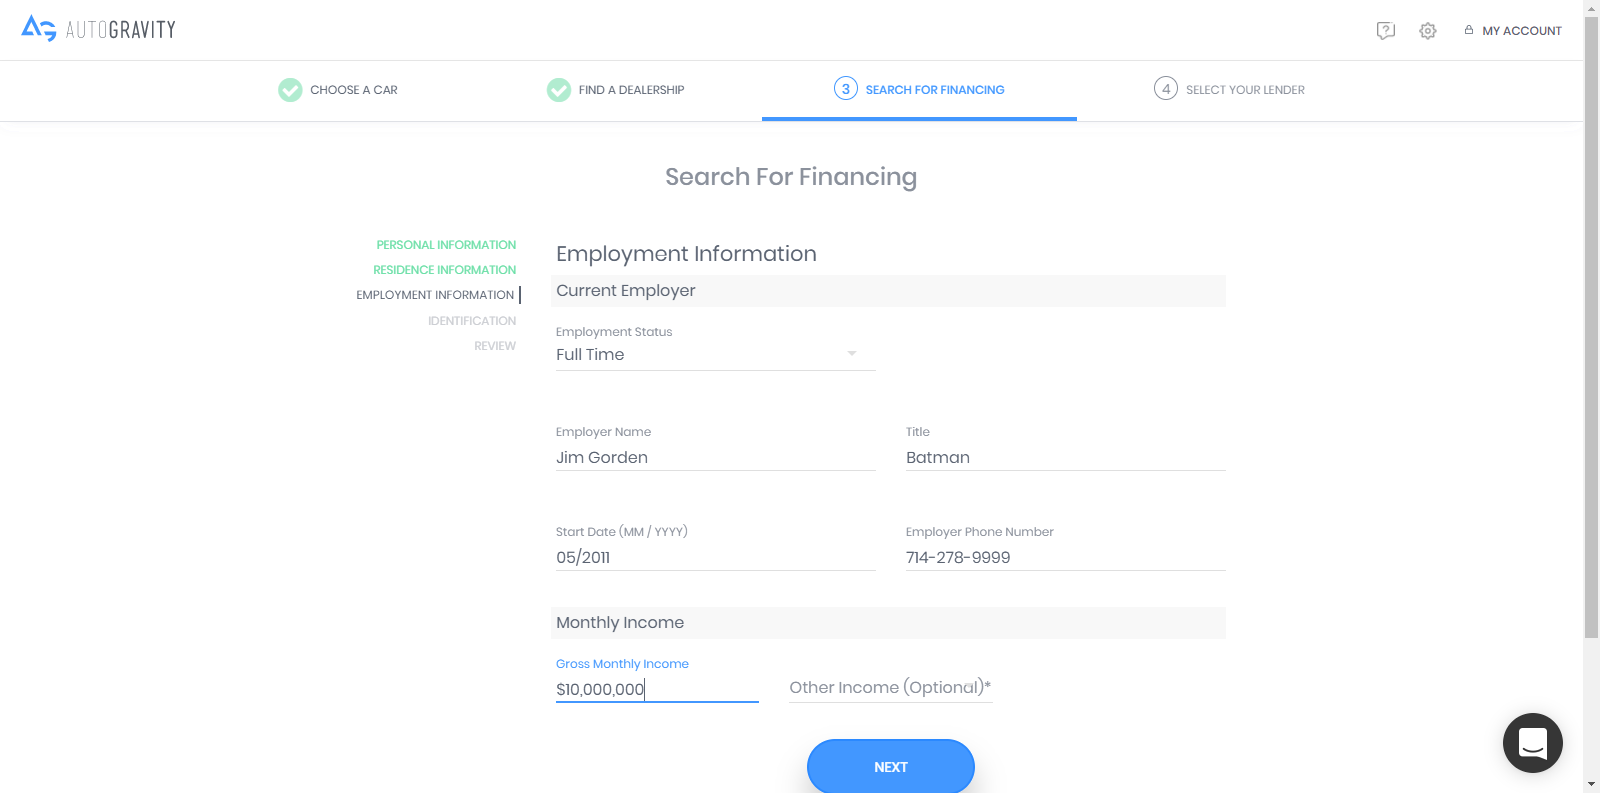 AUTOGRAVITY
MY ACCOUNT
CHOOSE A CAR
FIND A DEALERSHIP
3 SEARCH FOR FINANCING
4 SELECT YOUR LENDER
Search For Financing
PERSONAL INFORMATION
RESIDENCE INFORMATION
EMPLOYMENT INFORMATION
IDENTIFICATION
REVIEW
Employment Information
Current Employer
Employment Status
Full Time
Employer Name
Jim Gorden
Title
Batman
Start Date (MM / YYYY)
05/2011
Employer Phone Number
714-278-9999
Monthly Income
Gross Monthly Income
$10,000,000
Other Income (Optional)*
NEXT